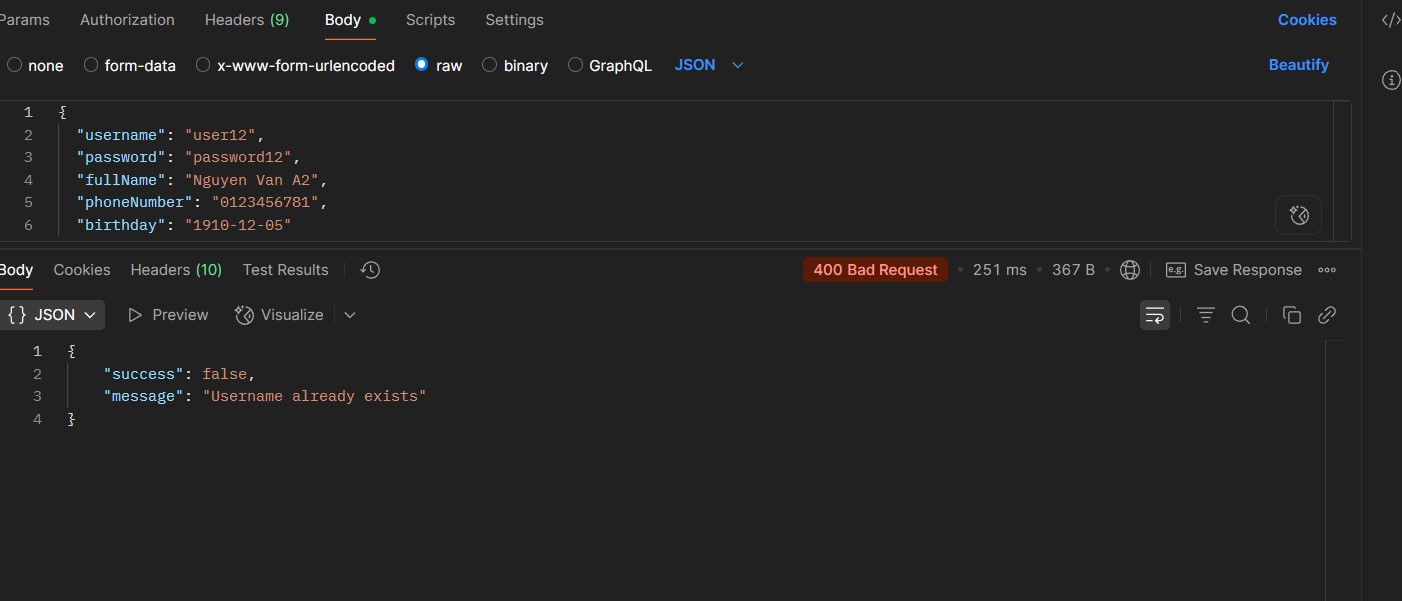 Params Authorization Headers (9) Body Scripts Settings Cookies </>
none form-data x-www-form-urlencoded raw binary GraphQL JSON Beautify
1 {
2 "username": "user12",
3 "password": "password12",
4 "fullName": "Nguyen Van A2",
5 "phoneNumber": "0123456781",
6 "birthday": "1910-12-05"
Body Cookies Headers (10) Test Results 400 Bad Request 251 ms 367 B e.g. Save Response
{} JSON Preview Visualize
1 {
2 "success": false,
3 "message": "Username already exists"
4 }